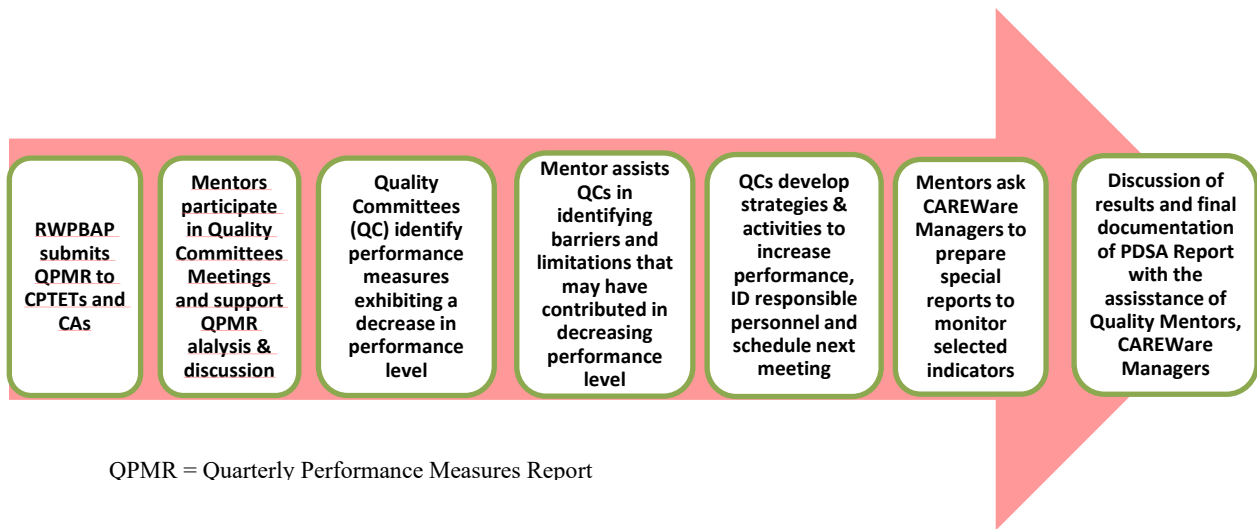 RWPBAP
submits
QPMR to
CPTETs and
CAs
Mentors
participate
in Quality
Committees
Meetings
and support
QPMR
alalysis &
discussion
Quality
Committees
(QC) identify
performance
measures
exhibiting a
decrease in
performance
level
Mentor assists
QCs in
identifying
barriers and
limitations that
may have
contributed in
decreasing
performance
level
QCs develop
strategies &
activities to
increase
performance,
ID responsible
personnel and
schedule next
meeting
Mentors ask
CAREWare
Managers to
prepare
special
reports to
monitor
selected
indicators
Discussion of
results and final
documentation
of PDSA Report
with the
assisstance of
Quality Mentors,
CAREWare
Managers
QPMR = Quarterly Performance Measures Report